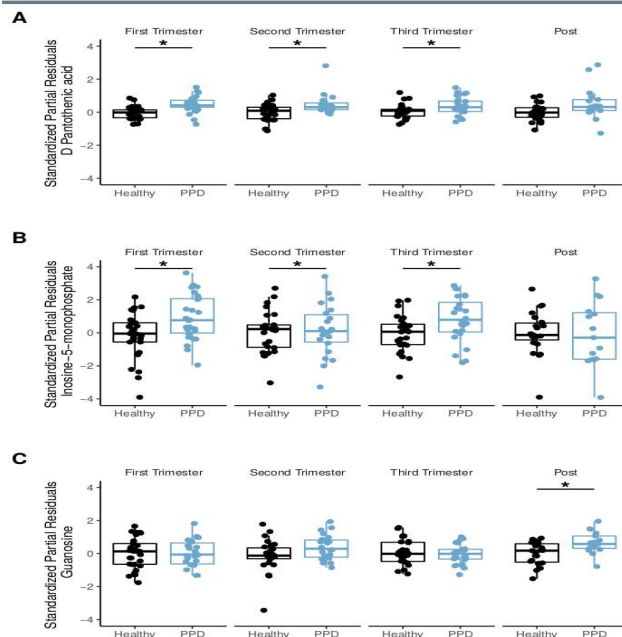 A
First Trimester Second Trimester Third Trimester Post
* * *
Standardized Partial Residuals
D Pantothenic acid
4
2
0
−2
−4
Healthy PPD Healthy PPD Healthy PPD Healthy PPD
B
First Trimester Second Trimester Third Trimester Post
* * *
Standardized Partial Residuals
Inosine−5−monophosphate
4
2
0
−2
−4
Healthy PPD Healthy PPD Healthy PPD Healthy PPD
C
First Trimester Second Trimester Third Trimester Post
*
Standardized Partial Residuals
Guanosine
4
2
0
−2
−4
Healthy PPD Healthy PPD Healthy PPD Healthy PPD